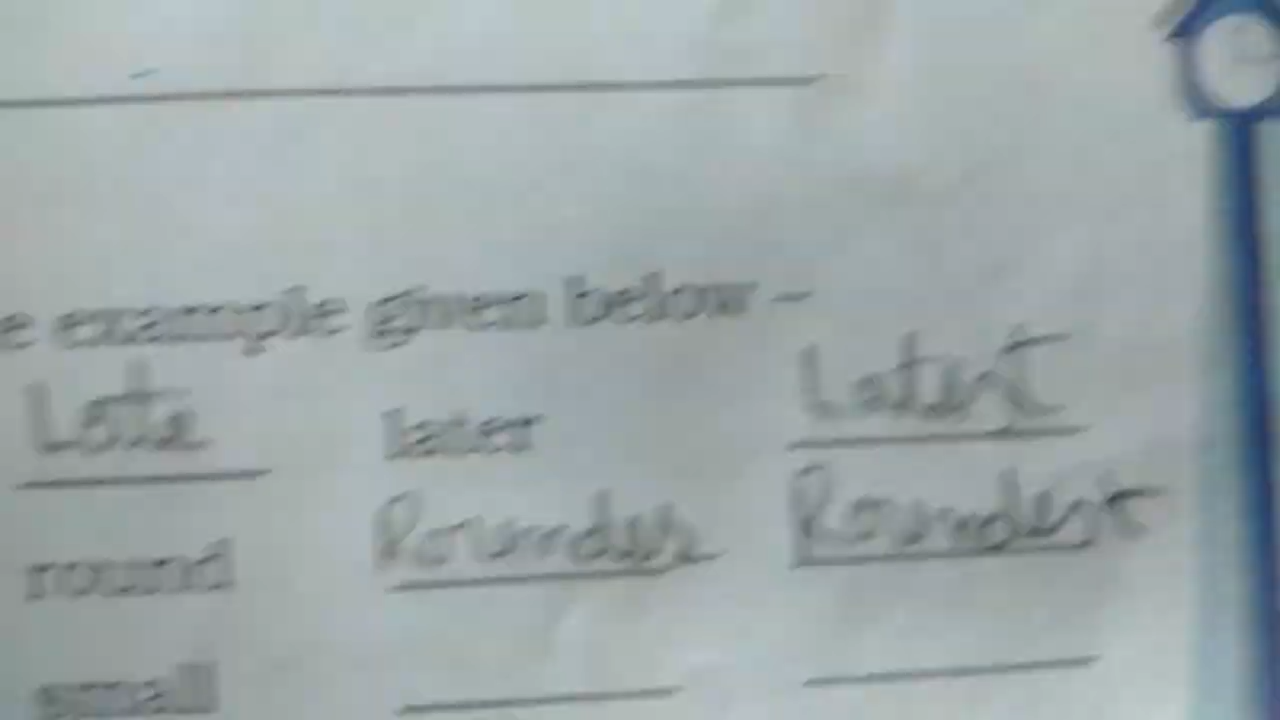 e example given below -
Late later Latest
round Rounder Roundest
small